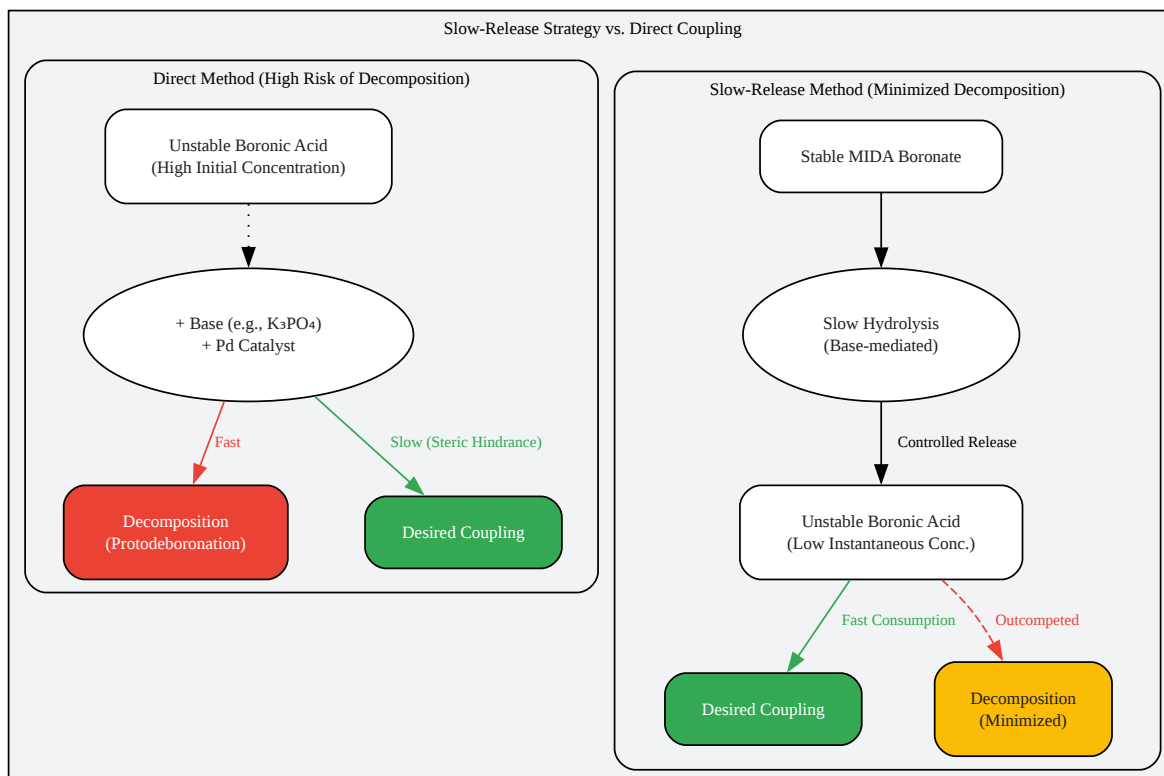 Slow-Release Strategy vs. Direct Coupling
Direct Method (High Risk of Decomposition)
Unstable Boronic Acid
(High Initial Concentration)
+ Base (e.g., K₃PO₄)
+ Pd Catalyst
Fast
Slow (Steric Hindrance)
Decomposition
(Protodeboronation)
Desired Coupling
Slow-Release Method (Minimized Decomposition)
Stable MIDA Boronate
Slow Hydrolysis
(Base-mediated)
Controlled Release
Unstable Boronic Acid
(Low Instantaneous Conc.)
Fast Consumption
Outcompeted
Desired Coupling
Decomposition
(Minimized)